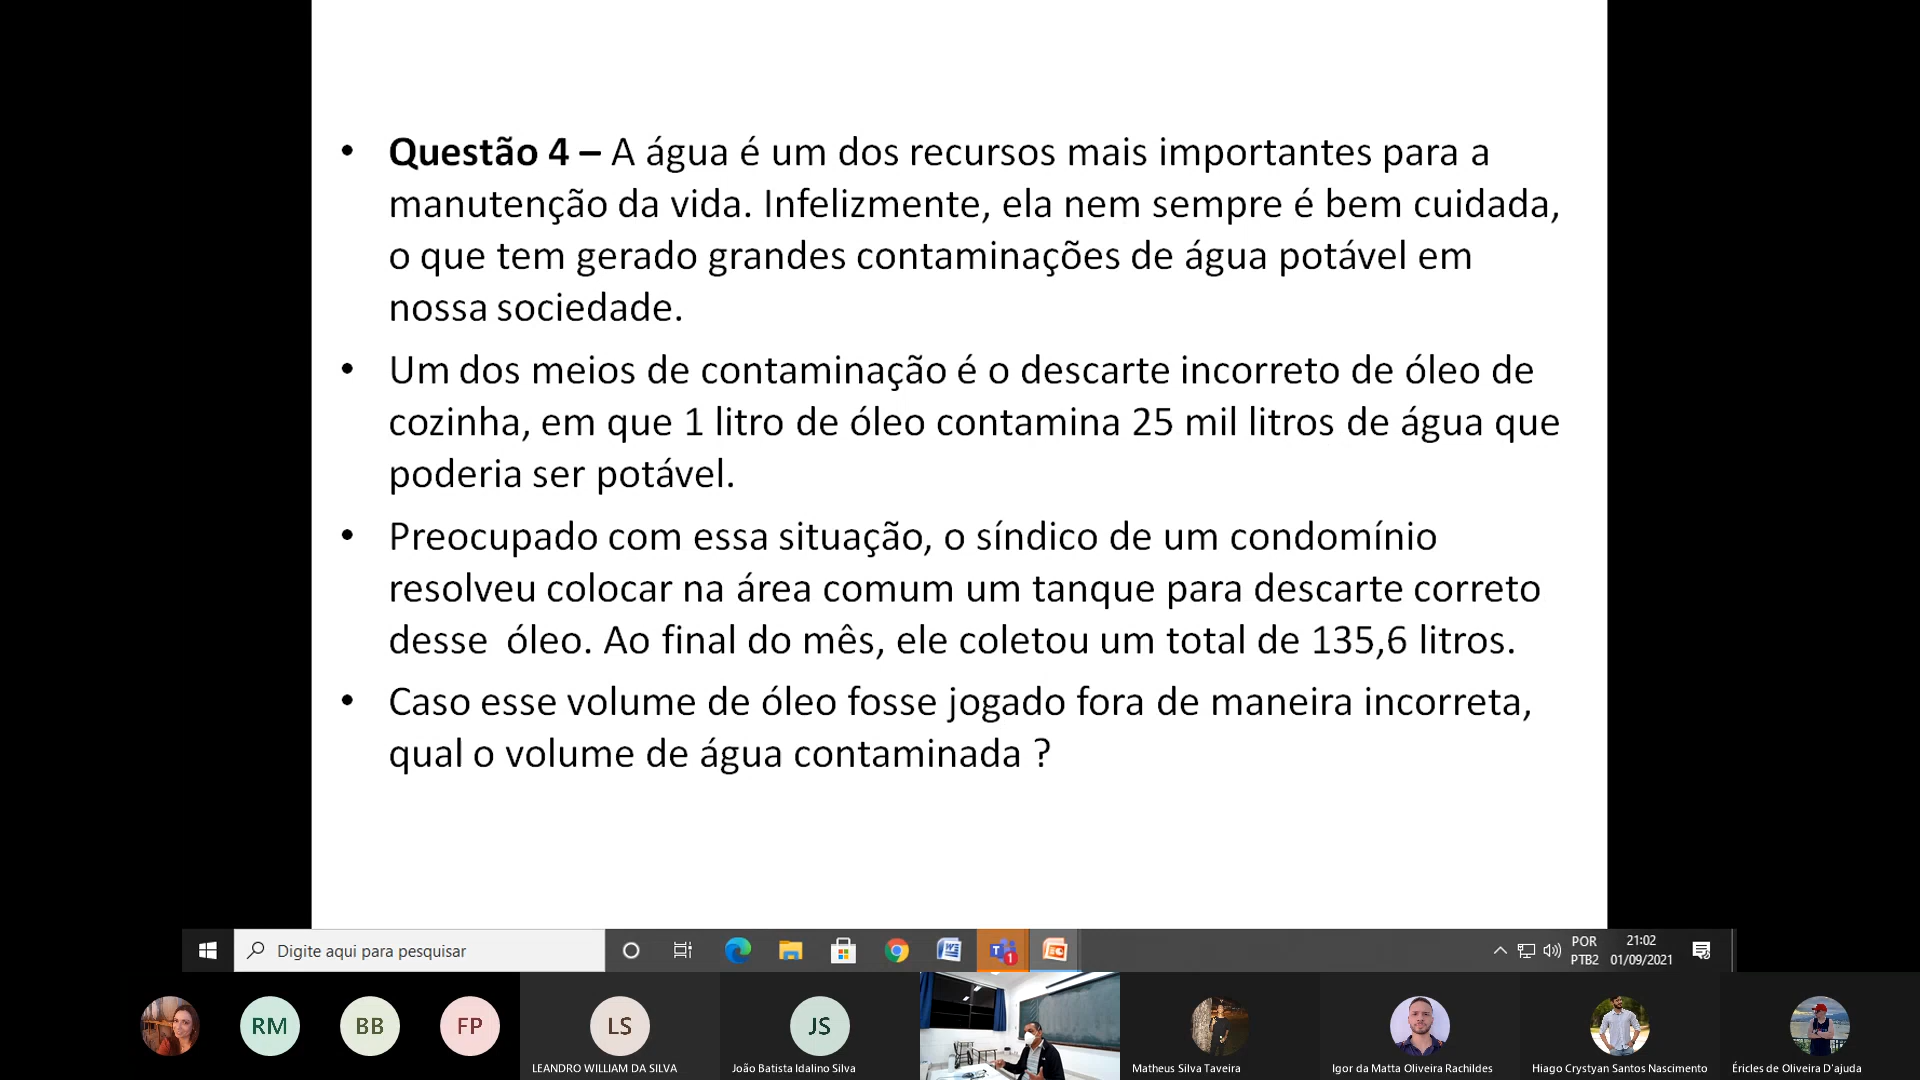 • Questão 4 – A água é um dos recursos mais importantes para a
manutenção da vida. Infelizmente, ela nem sempre é bem cuidada,
o que tem gerado grandes contaminações de água potável em
nossa sociedade.
• Um dos meios de contaminação é o descarte incorreto de óleo de
cozinha, em que 1 litro de óleo contamina 25 mil litros de água que
poderia ser potável.
• Preocupado com essa situação, o síndico de um condomínio
resolveu colocar na área comum um tanque para descarte correto
desse óleo. Ao final do mês, ele coletou um total de 135,6 litros.
• Caso esse volume de óleo fosse jogado fora de maneira incorreta,
qual o volume de água contaminada ?
Digite aqui para pesquisar
1
POR
PTB2
21:02
01/09/2021
RM
BB
FP
LS
JS
LEANDRO WILLIAM DA SILVA
João Batista Idalino Silva
Matheus Silva Taveira
Igor da Matta Oliveira Rachildes
Hiago Crystyan Santos Nascimento
Éricles de Oliveira D'ajuda